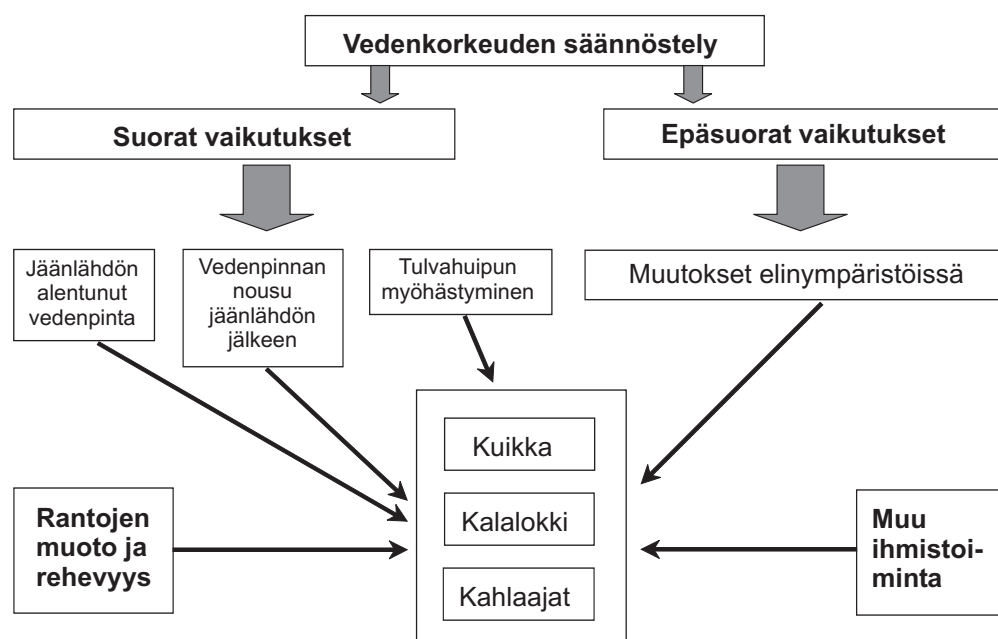 Vedenkorkeuden säännöstely
Suorat vaikutukset
Epäsuorat vaikutukset
Jäänlähdön
alentunut
vedenpinta
Vedenpinnan
nousu
jäänlähdön
jälkeen
Tulvahuipun
myöhästyminen
Muutokset elinympäristöissä
Kuikka
Kalalokki
Kahlaajat
Rantojen
muoto ja
rehevyys
Muu
ihmistoi-
minta